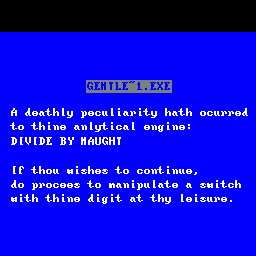 GENTLE~1.EXE
A deathly peculiarity hath ocurred
to thine anlytical engine:
DIVIDE BY NAUGHT
If thou wishes to continue,
do procees to manipulate a switch
with thine digit at thy leisure.